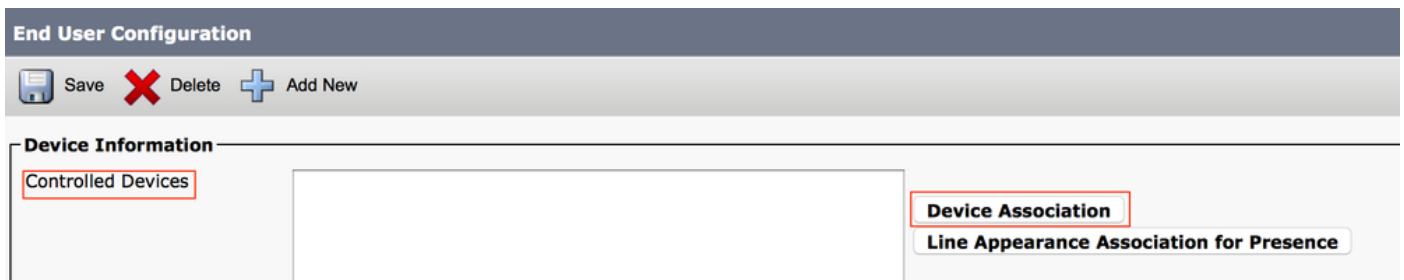 End User Configuration
Save Delete Add New
Device Information
Controlled Devices
Device Association
Line Appearance Association for Presence